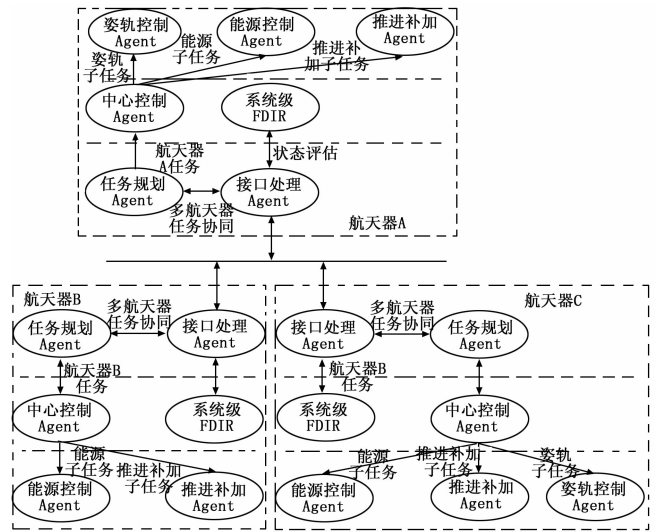 姿轨控制
Agent
能源控制
Agent
推进补加
Agent
姿轨
子任务
能源
子任务
推进补
加子任务
中心控制
Agent
系统级
FDIR
航天器
A任务
状态评估
任务规划
Agent
接口处理
Agent
多航天器
任务协同
航天器A
航天器B
任务规划
Agent
多航天器
任务协同
接口处理
Agent
航天器B
任务
中心控制
Agent
系统级
FDIR
能源
子任务
推进补加
子任务
能源控制
Agent
推进补加
Agent
航天器C
接口处理
Agent
多航天器
任务协同
任务规划
Agent
航天器B
任务
系统级
FDIR
中心控制
Agent
能源
子任务
推进补加
子任务
姿轨
子任务
能源控制
Agent
推进补加
Agent
姿轨控制
Agent